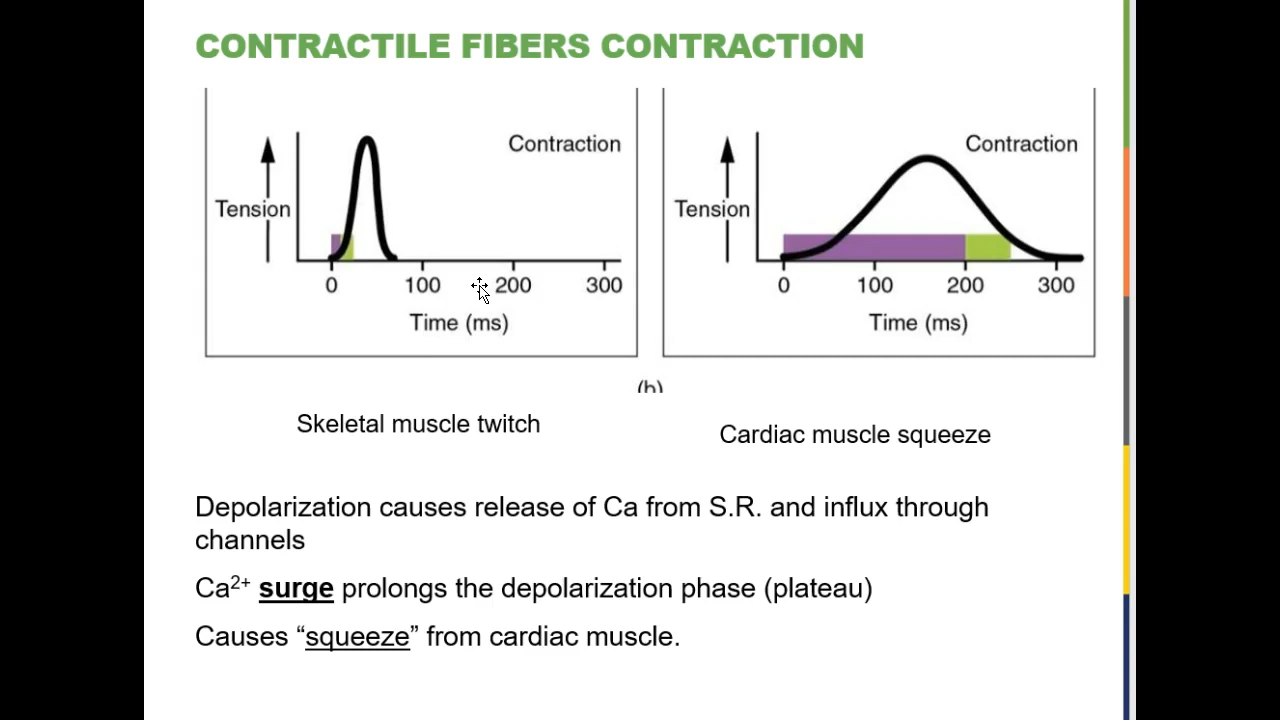 CONTRACTILE FIBERS CONTRACTION
Contraction
Tension
0 100 200 300
Time (ms)
Contraction
Tension
0 100 200 300
Time (ms)
(b)
Skeletal muscle twitch
Cardiac muscle squeeze
Depolarization causes release of Ca from S.R. and influx through
channels
Ca²⁺ surge prolongs the depolarization phase (plateau)
Causes “squeeze” from cardiac muscle.